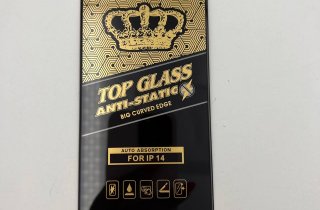 TOP GLASS
ANTI-STATIC
BIG CURVED EDGE
AUTO ABSORPTION
FOR IP 14